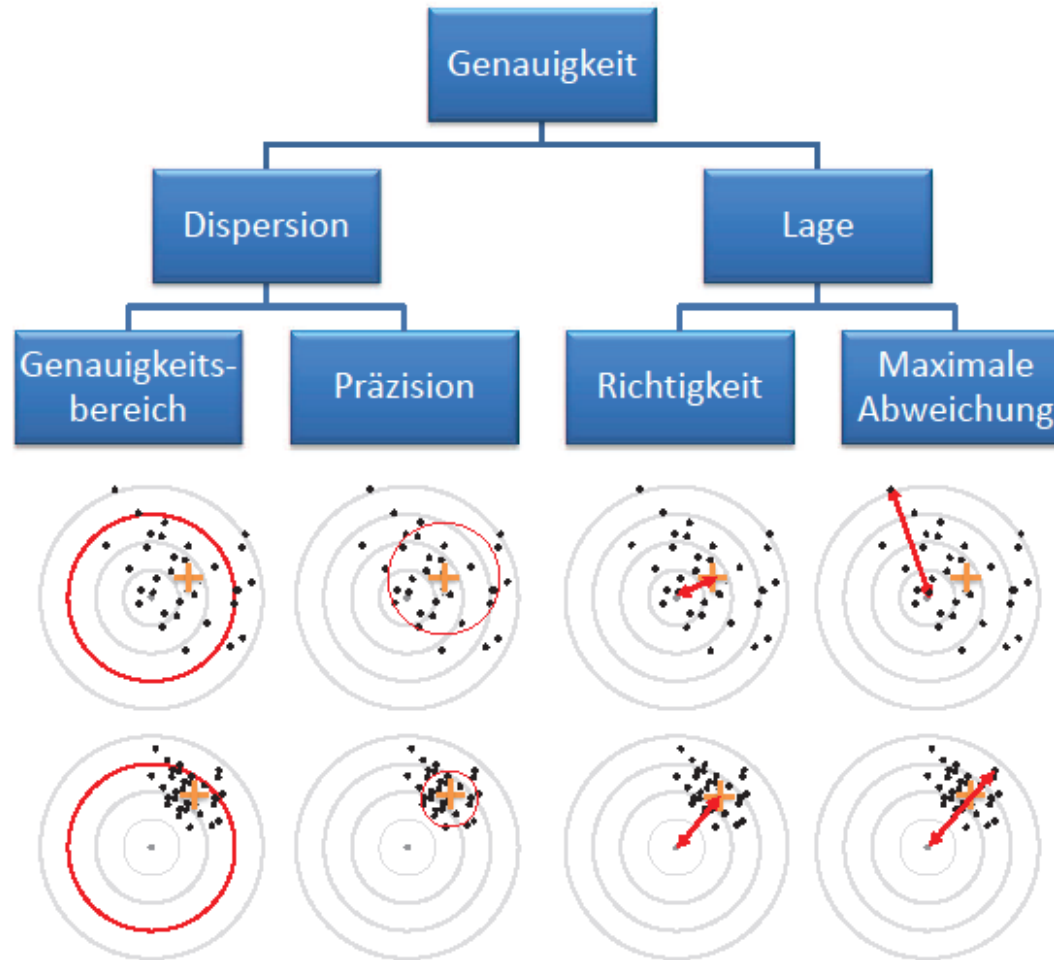 Genauigkeit
Dispersion
Lage
Genauigkeits-
bereich
Präzision
Richtigkeit
Maximale
Abweichung